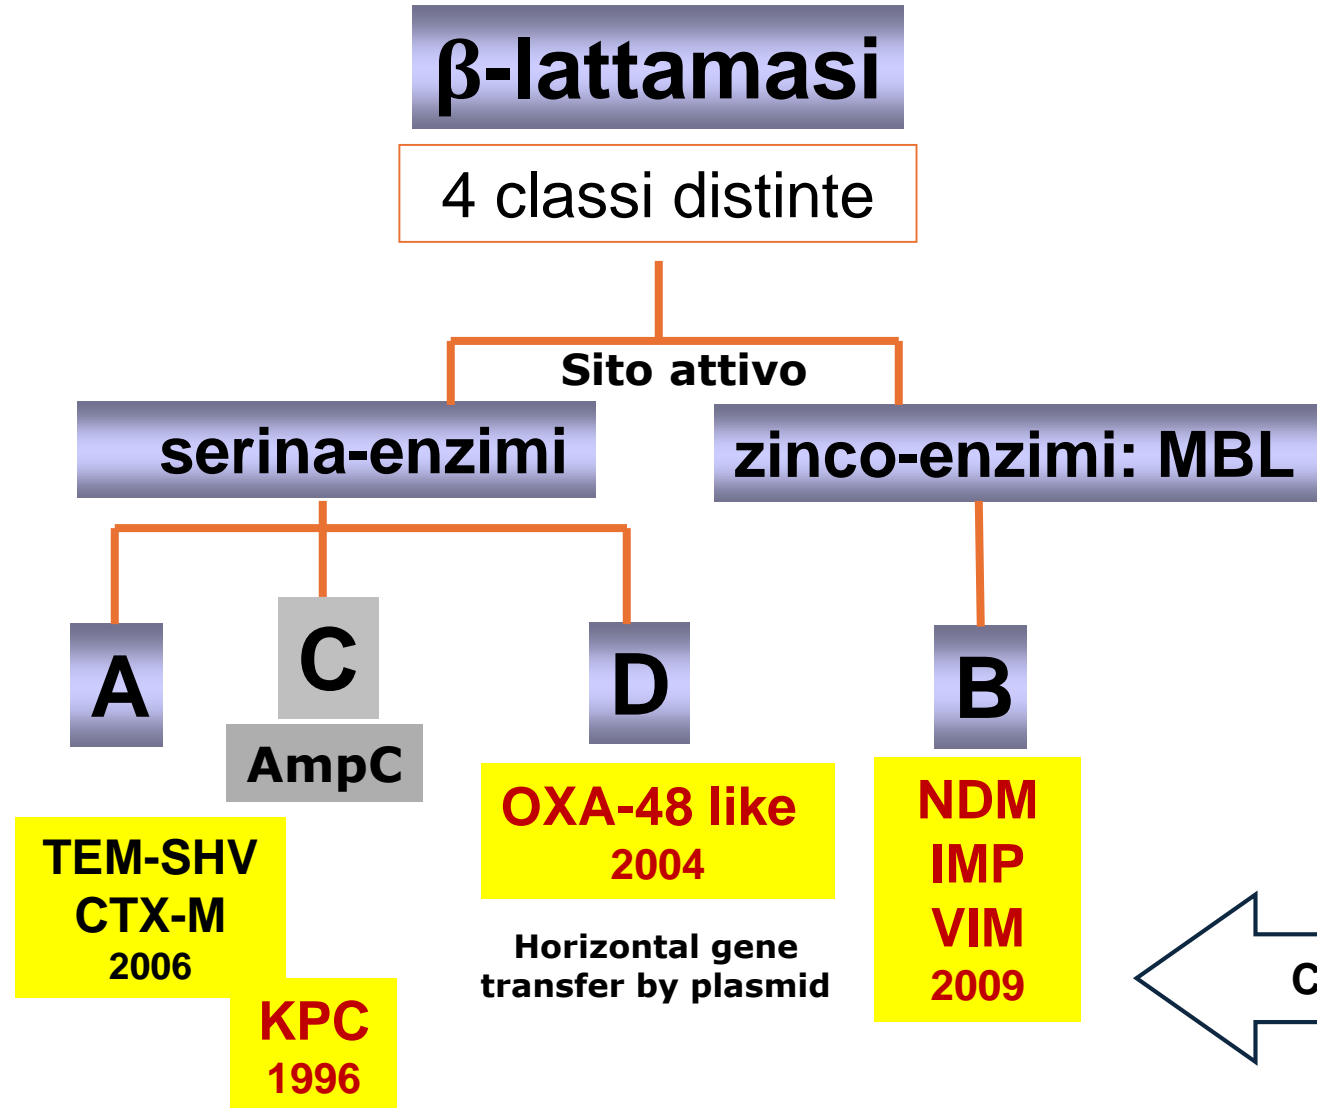 β-lattamasi
4 classi distinte
Sito attivo
serina-enzimi
zinco-enzimi: MBL
A
C
D
B
AmpC
TEM-SHV
CTX-M
2006
KPC
1996
OXA-48 like
2004
Horizontal gene
transfer by plasmid
NDM
IMP
VIM
2009
C